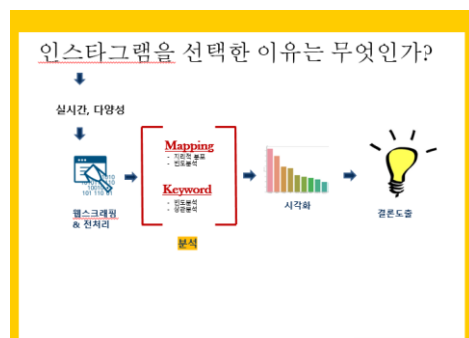 인스타그램을 선택한 이유는 무엇인가?
실시간, 다양성
웹스크래핑
& 전처리
Mapping
- 지리적 분포
- 빈도분석
Keyword
- 빈도분석
- 상관분석
분석
시각화
결론도출